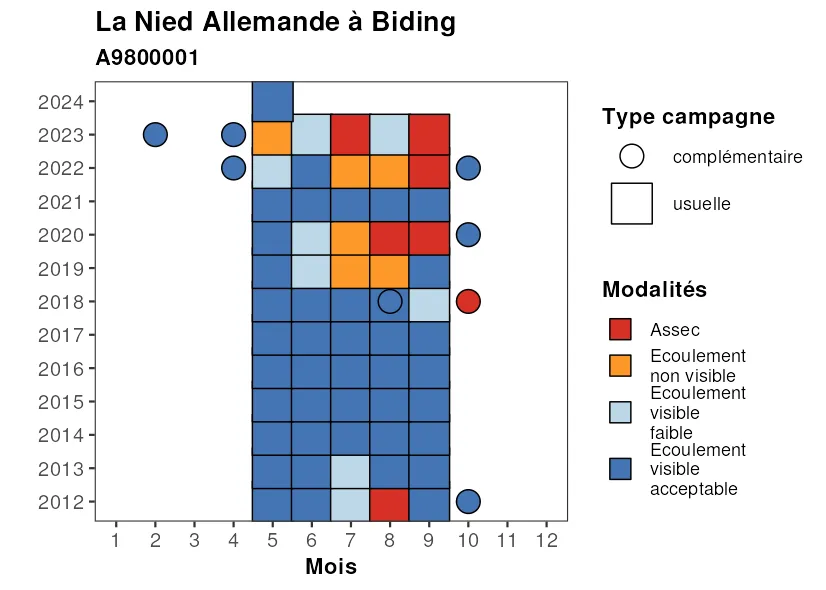 La Nied Allemande à Biding
A9800001
2024
2023
2022
2021
2020
2019
2018
2017
2016
2015
2014
2013
2012
1 2 3 4 5 6 7 8 9 10 11 12
Mois
Type campagne
complémentaire
usuelle
Modalités
Assec
Ecoulement
non visible
Ecoulement
visible
faible
Ecoulement
visible
acceptable